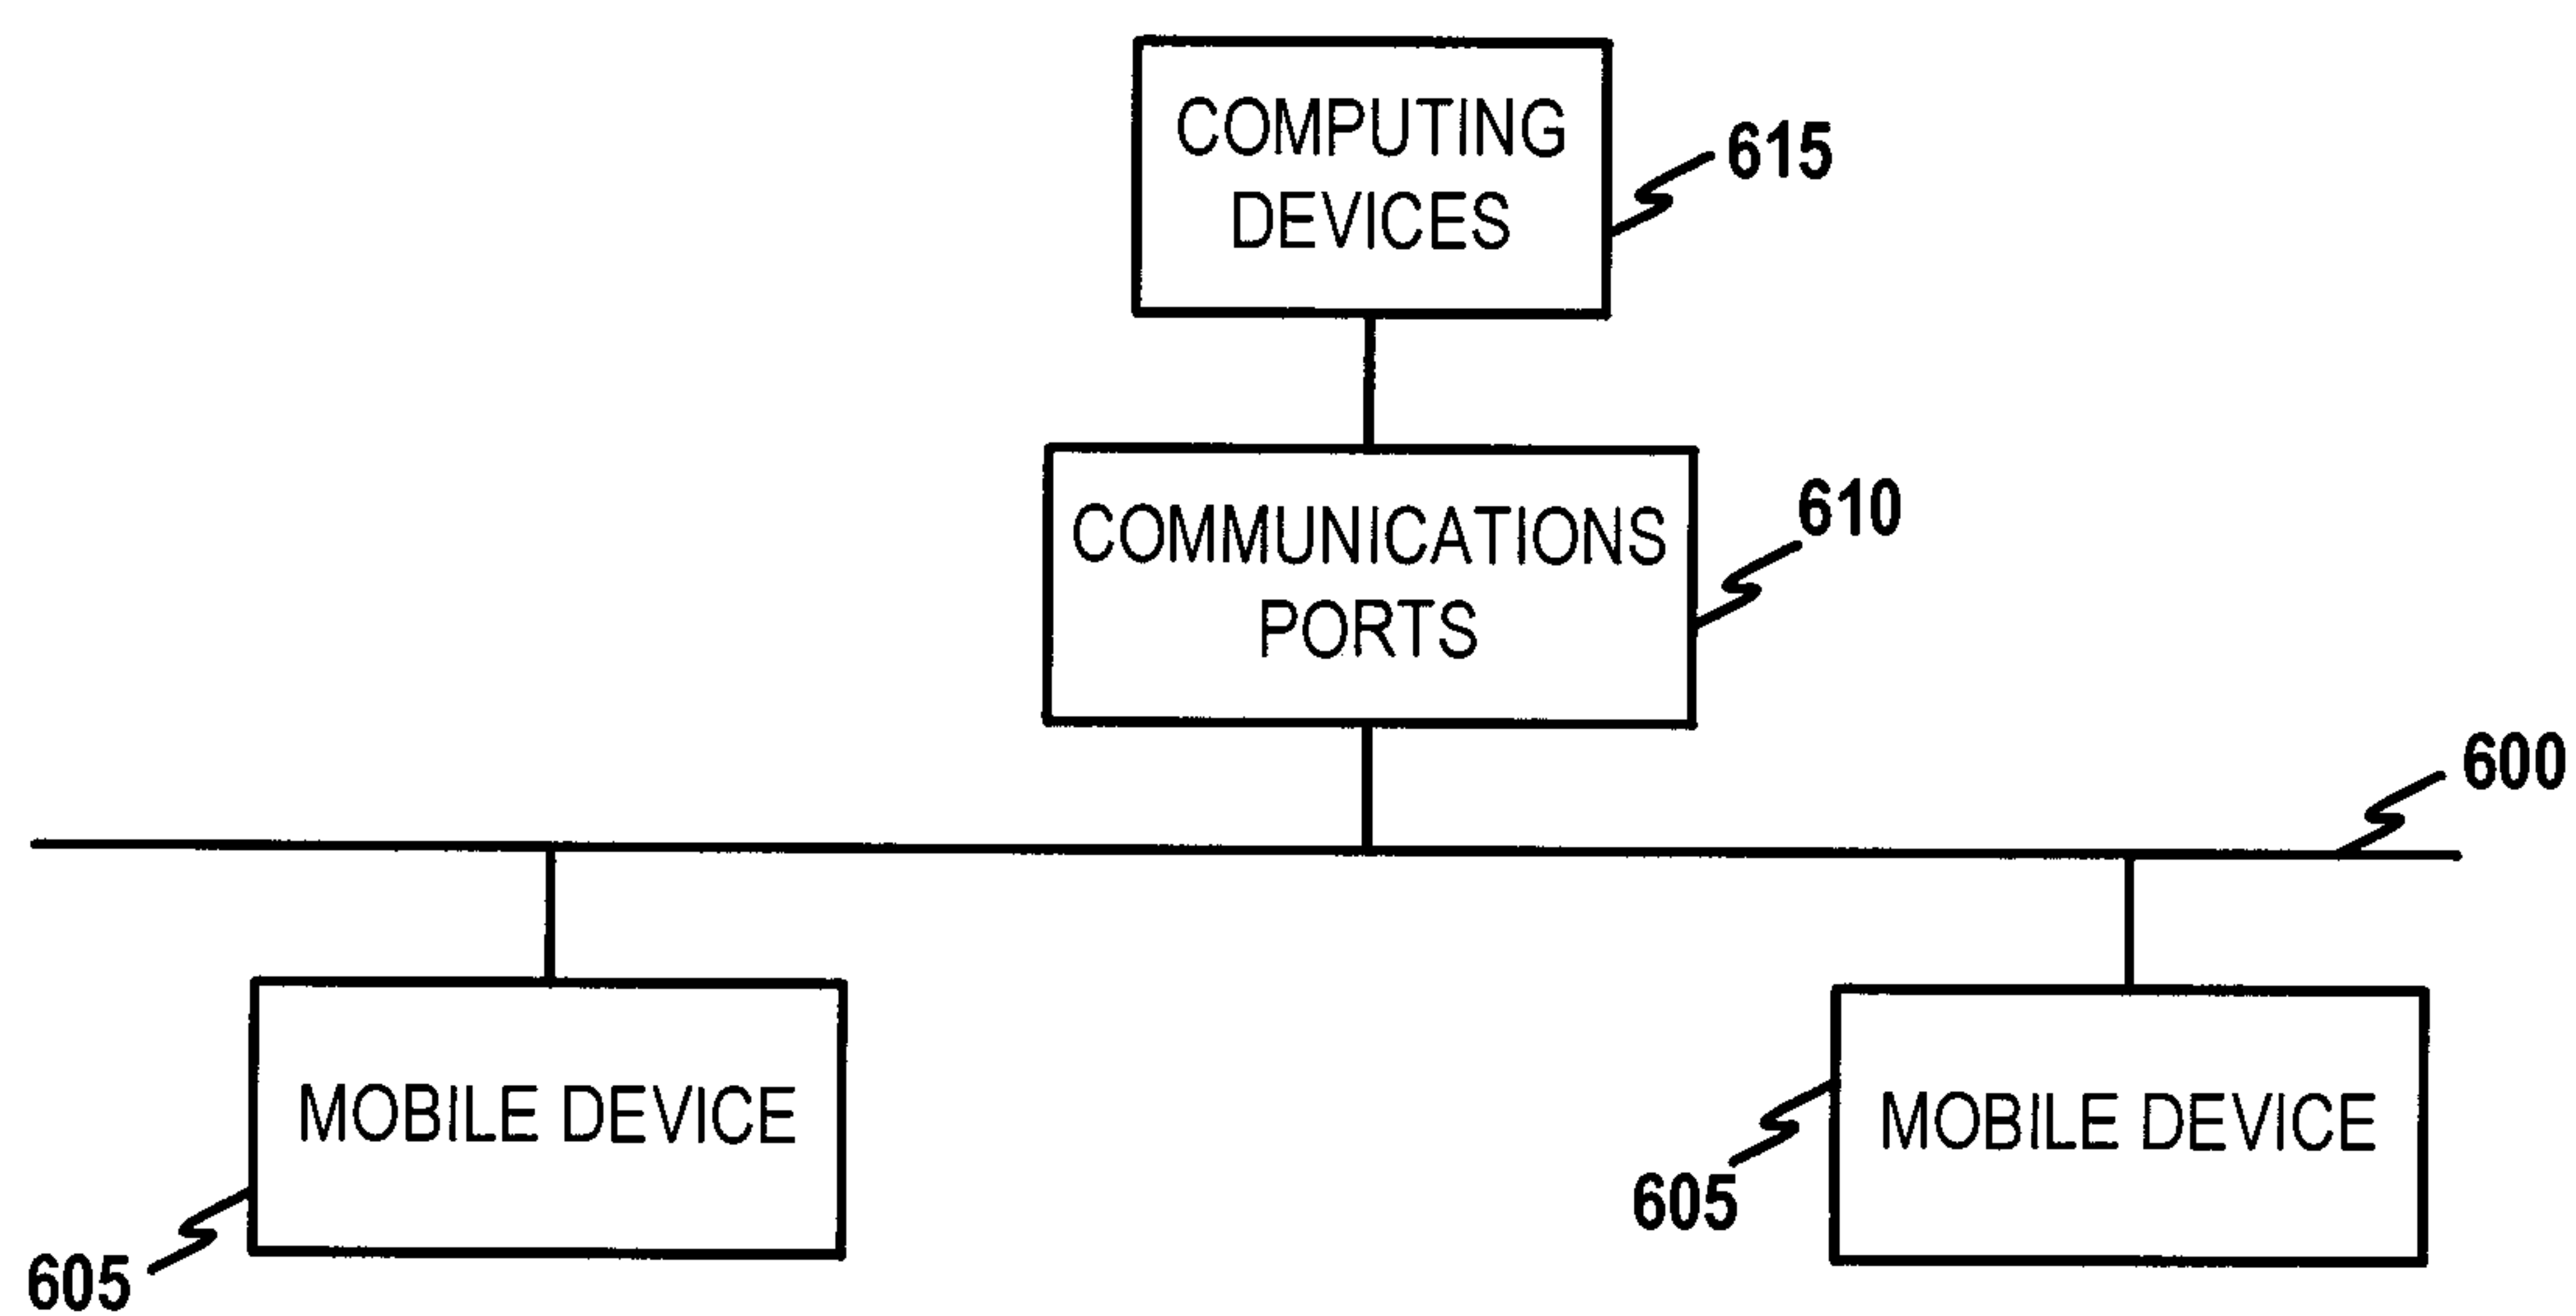 COMPUTING
DEVICES
615
COMMUNICATIONS
PORTS
610
600
MOBILE DEVICE
605
MOBILE DEVICE
605